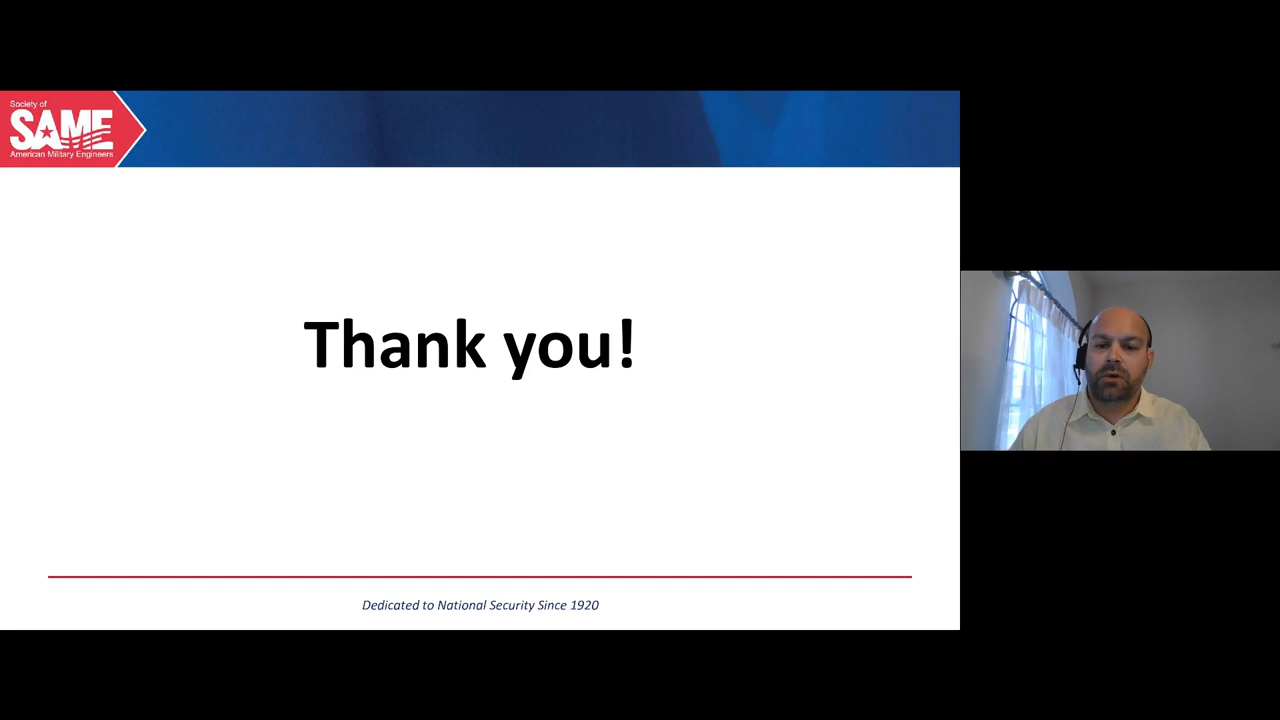 Society of
SAME
American Military Engineers
Thank you!
Dedicated to National Security Since 1920